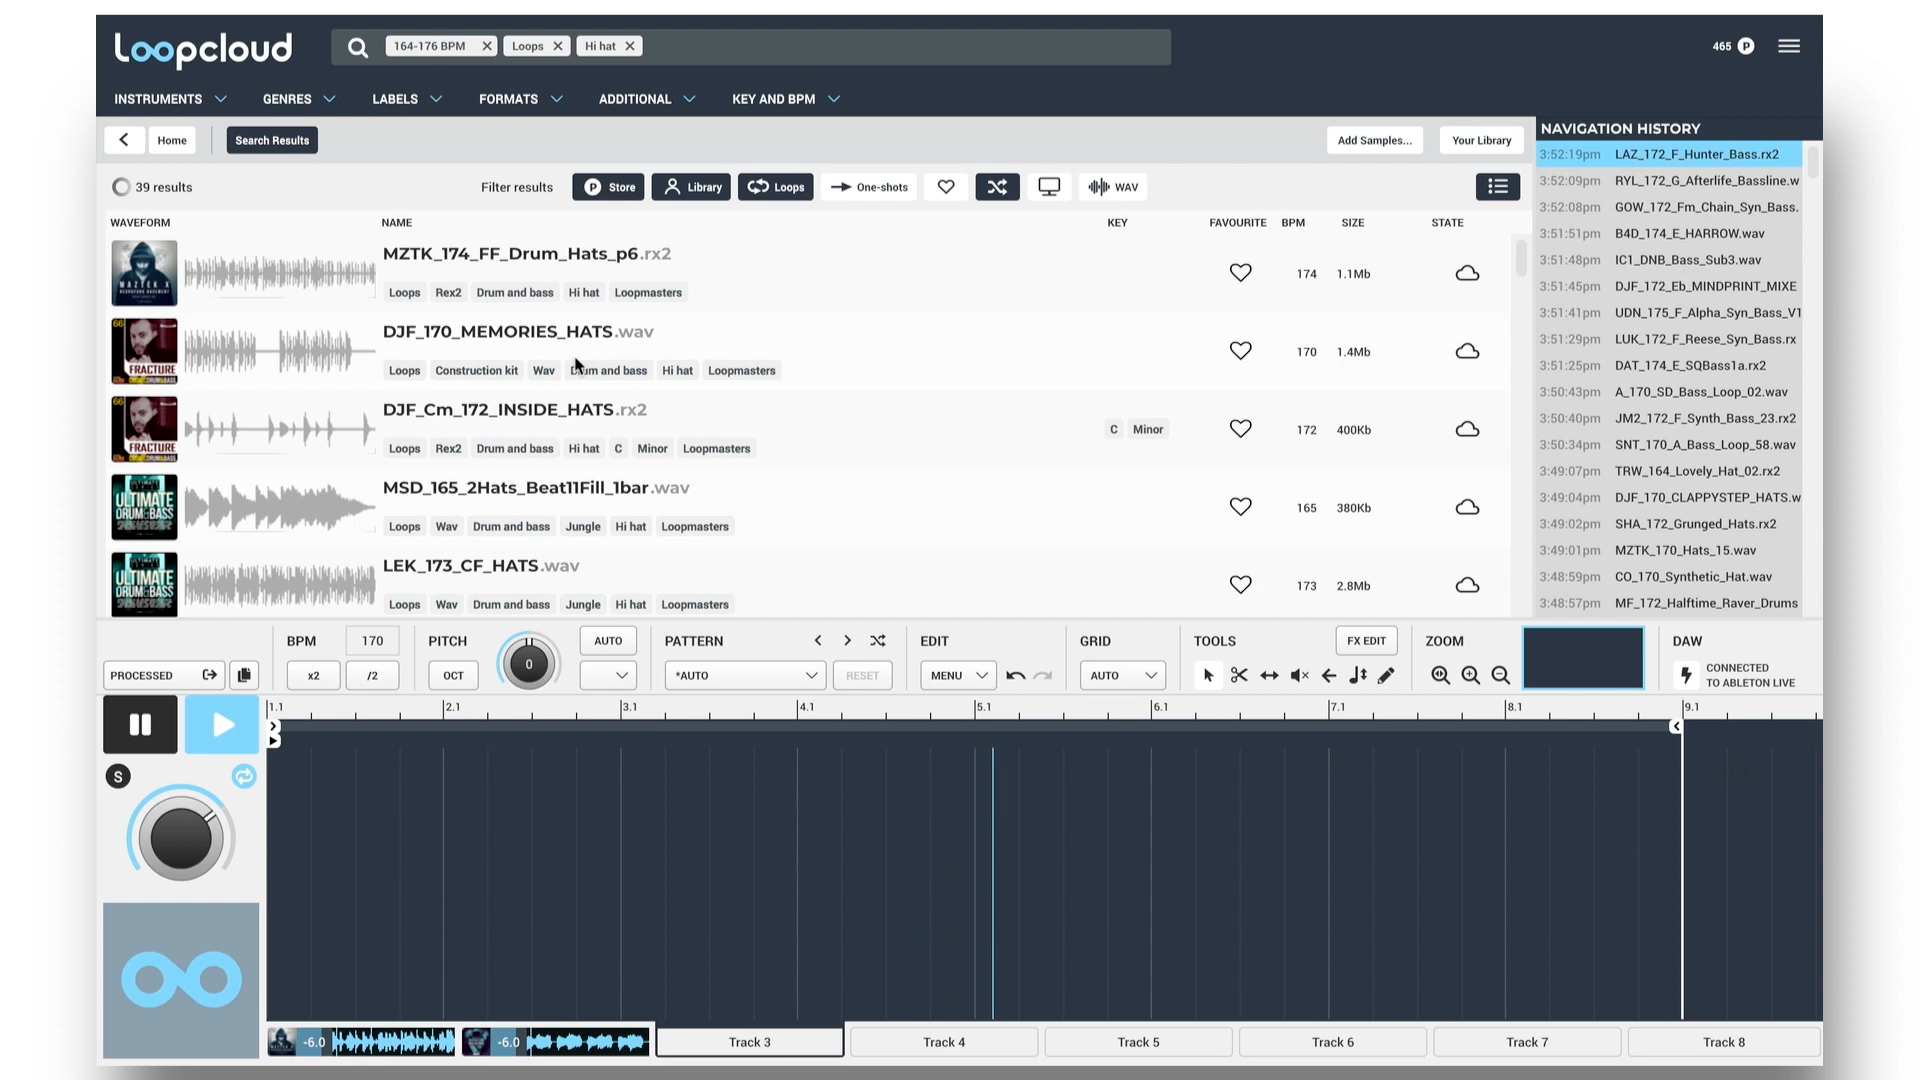 Loopcloud
164-176 BPM
Loops
Hi hat
465 P
INSTRUMENTS GENRES LABELS FORMATS ADDITIONAL KEY AND BPM
Home Search Results
Add Samples... Your Library
39 results
Filter results P Store Library Loops One-shots WAV
WAVEFORM NAME KEY FAVOURITE BPM SIZE STATE
MZTK_174_FF_Drum_Hats_p6.rx2
174 1.1Mb
Loops Rex2 Drum and bass Hi hat Loopmasters
DJF_170_MEMORIES_HATS.wav
170 1.4Mb
Loops Construction kit Wav Drum and bass Hi hat Loopmasters
FRACTURE
DJF_Cm_172_INSIDE_HATS.rx2
C Minor 172 400Kb
Loops Rex2 Drum and bass Hi hat C Minor Loopmasters
FRACTURE
MSD_165_2Hats_Beat11Fill_1bar.wav
ULTIMATE
DRUM&BASS
165 380Kb
Loops Wav Drum and bass Jungle Hi hat Loopmasters
LEK_173_CF_HATS.wav
ULTIMATE
DRUM&BASS
173 2.8Mb
Loops Wav Drum and bass Jungle Hi hat Loopmasters
NAVIGATION HISTORY
3:52:19pm LAZ_172_F_Hunter_Bass.rx2
3:52:09pm RYL_172_G_Afterlife_Bassline.w
3:52:08pm GOW_172_Fm_Chain_Syn_Bass.
3:51:51pm B4D_174_E_HARROW.wav
3:51:48pm IC1_DNB_Bass_Sub3.wav
3:51:45pm DJF_172_Eb_MINDPRINT_MIXE
3:51:41pm UDN_175_F_Alpha_Syn_Bass_V1
3:51:29pm LUK_172_F_Reese_Syn_Bass.rx
3:51:25pm DAT_174_E_SQBass1a.rx2
3:50:43pm A_170_SD_Bass_Loop_02.wav
3:50:40pm JM2_172_F_Synth_Bass_23.rx2
3:50:34pm SNT_170_A_Bass_Loop_58.wav
3:49:07pm TRW_164_Lovely_Hat_02.rx2
3:49:04pm DJF_170_CLAPPYSTEP_HATS.w
3:49:02pm SHA_172_Grunged_Hats.rx2
3:49:01pm MZTK_170_Hats_15.wav
3:48:59pm CO_170_Synthetic_Hat.wav
3:48:57pm MF_172_Halftime_Raver_Drums
BPM 170 PITCH AUTO PATTERN EDIT GRID TOOLS FX EDIT ZOOM DAW
PROCESSED x2 /2 OCT 0 *AUTO RESET MENU AUTO
CONNECTED
TO ABLETON LIVE
1.1 2.1 3.1 4.1 5.1 6.1 7.1 8.1 9.1
S
-6.0 -6.0 Track 3 Track 4 Track 5 Track 6 Track 7 Track 8